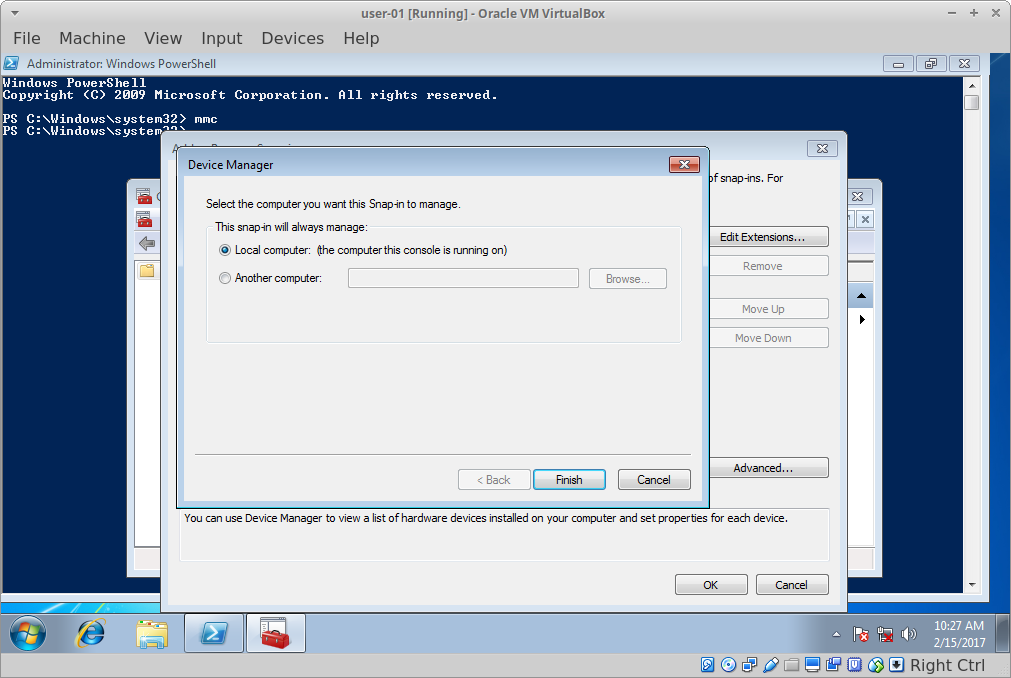 user-01 [Running] - Oracle VM VirtualBox
File Machine View Input Devices Help
Administrator: Windows PowerShell
Windows PowerShell
Copyright (C) 2009 Microsoft Corporation. All rights reserved.
PS C:\Windows\system32> mmc
PS C:\Windows\system32>
Device Manager
of snap-ins. For
Select the computer you want this Snap-in to manage.
This snap-in will always manage:
Local computer: (the computer this console is running on)
Another computer:
Browse...
Edit Extensions...
Remove
Move Up
Move Down
Advanced...
< Back
Finish
Cancel
You can use Device Manager to view a list of hardware devices installed on your computer and set properties for each device.
OK
Cancel
10:27 AM
2/15/2017
Right Ctrl